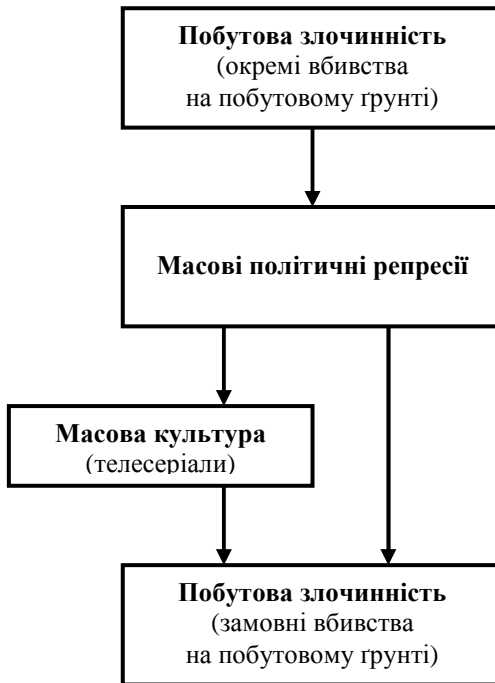 Побутова злочинність
(окремі вбивства
на побутовому ґрунті)
Масові політичні репресії
Масова культура
(телесеріали)
Побутова злочинність
(замовні вбивства
на побутовому ґрунті)